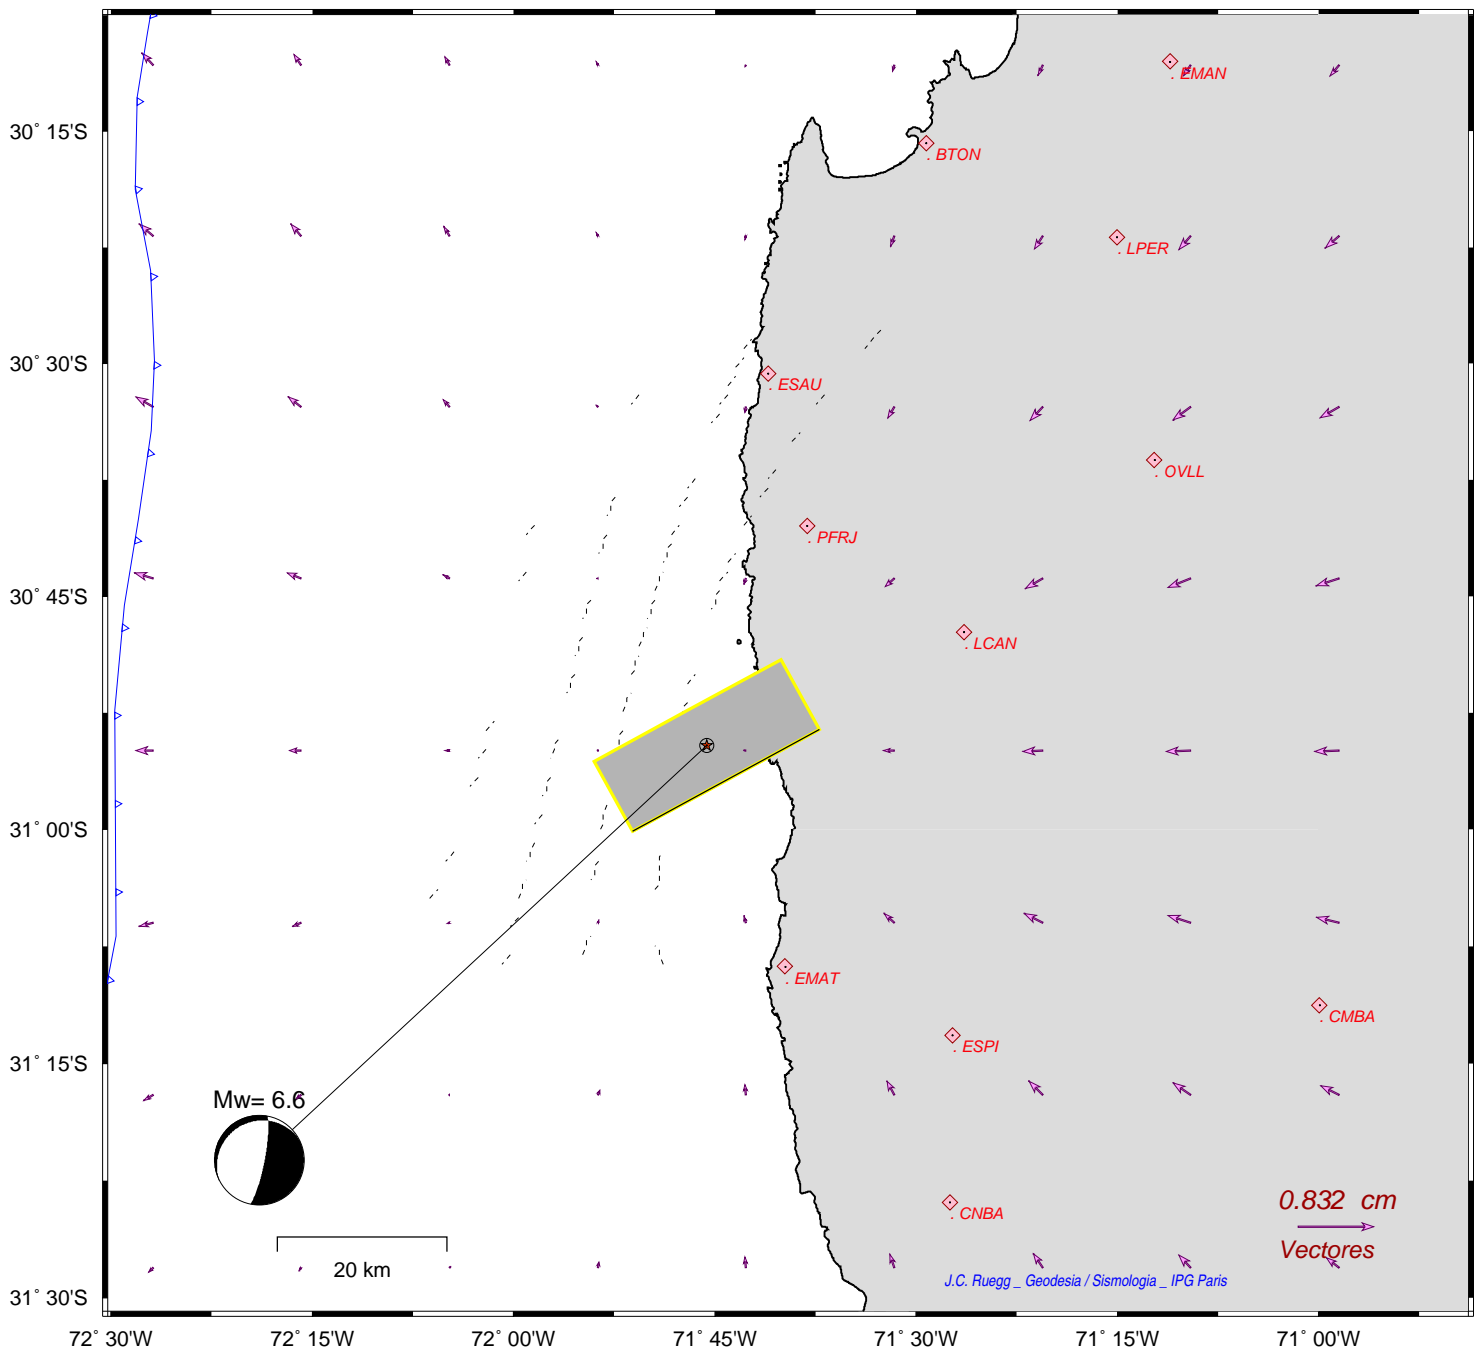 EMAN
30° 15'S
BTON
LPER
30° 30'S
ESAU
OVLL
PFRJ
30° 45'S
LCAN
31° 00'S
EMAT
CMBA
ESPI
31° 15'S
Mw= 6.6
0.832 cm
CNBA
Vectores
20 km
J.C. Ruegg _ Geodesia / Sismologia _ IPG Paris
31° 30'S
72° 30'W 72° 15'W 72° 00'W 71° 45'W 71° 30'W 71° 15'W 71° 00'W